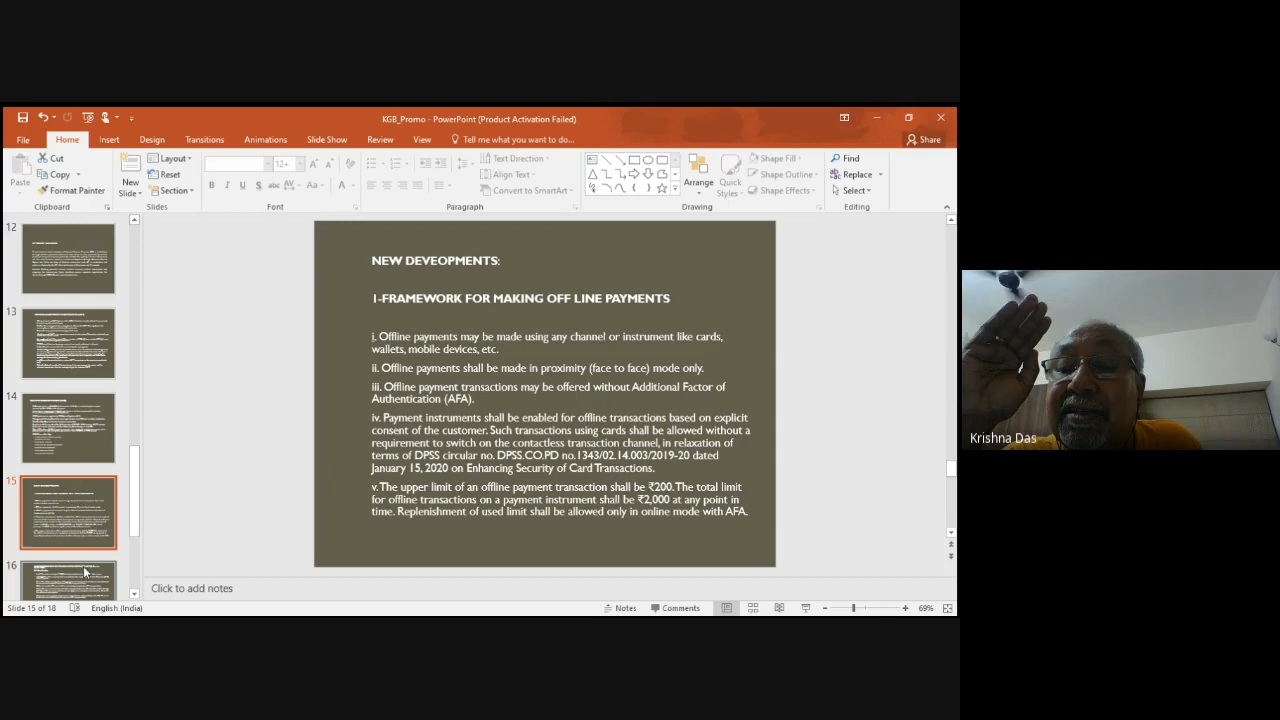 KGB_Promo - PowerPoint (Product Activation Failed)
File Home Insert Design Transitions Animations Slide Show Review View Tell me what you want to do... Share
Paste
Cut
Copy
Format Painter
Clipboard
New Slide
Layout
Reset
Section
Slides
12+
Font
Text Direction
Align Text
Convert to SmartArt
Paragraph
Arrange
Quick Styles
Shape Fill
Shape Outline
Shape Effects
Drawing
Find
Replace
Select
Editing
12
13
14
15
16
NEW DEVEOPMENTS:
1-FRAMEWORK FOR MAKING OFF LINE PAYMENTS
i. Offline payments may be made using any channel or instrument like cards,
wallets, mobile devices, etc.
ii. Offline payments shall be made in proximity (face to face) mode only.
iii. Offline payment transactions may be offered without Additional Factor of
Authentication (AFA).
iv. Payment instruments shall be enabled for offline transactions based on explicit
consent of the customer. Such transactions using cards shall be allowed without a
requirement to switch on the contactless transaction channel, in relaxation of
terms of DPSS circular no. DPSS.CO.PD no.1343/02.14.003/2019-20 dated
January 15, 2020 on Enhancing Security of Card Transactions.
v. The upper limit of an offline payment transaction shall be ₹200. The total limit
for offline transactions on a payment instrument shall be ₹2,000 at any point in
time. Replenishment of used limit shall be allowed only in online mode with AFA.
Click to add notes
Slide 15 of 18 English (India) Notes Comments 69%
Krishna Das